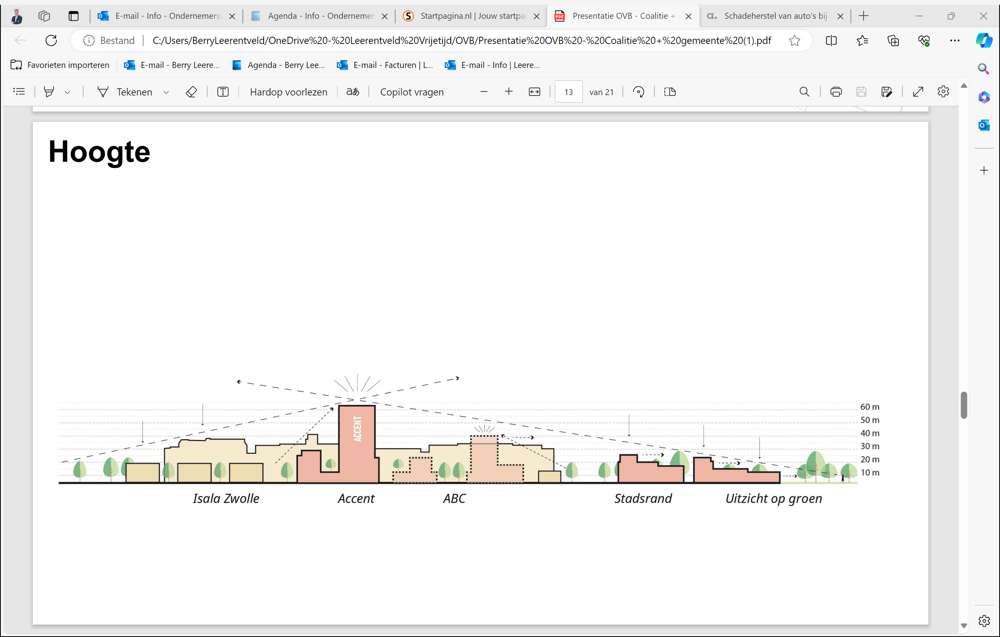 E-mail - Info - Ondernemersv
Agenda - Info - Ondernemer
Startpagina.nl | Jouw startpag
Presentatie OVB - Coalitie +
a. Schadeherstel van auto's bij
Bestand
C:/Users/BerryLeerentveld/OneDrive%20-%20Leerentveld%20Vrijetijd/OVB/Presentatie%20OVB%20-%20Coalitie%20+%20gemeente%20(1).pdf
Favorieten importeren
E-mail - Berry Leere...
Agenda - Berry Lee...
E-mail - Facturen | L...
E-mail - Info | Leere...
Tekenen
Hardop voorlezen
aあ
Copilot vragen
13
van 21
Hoogte
ACCENT
60 m
50 m
40 m
30 m
20 m
10 m
Isala Zwolle
Accent
ABC
Stadsrand
Uitzicht op groen